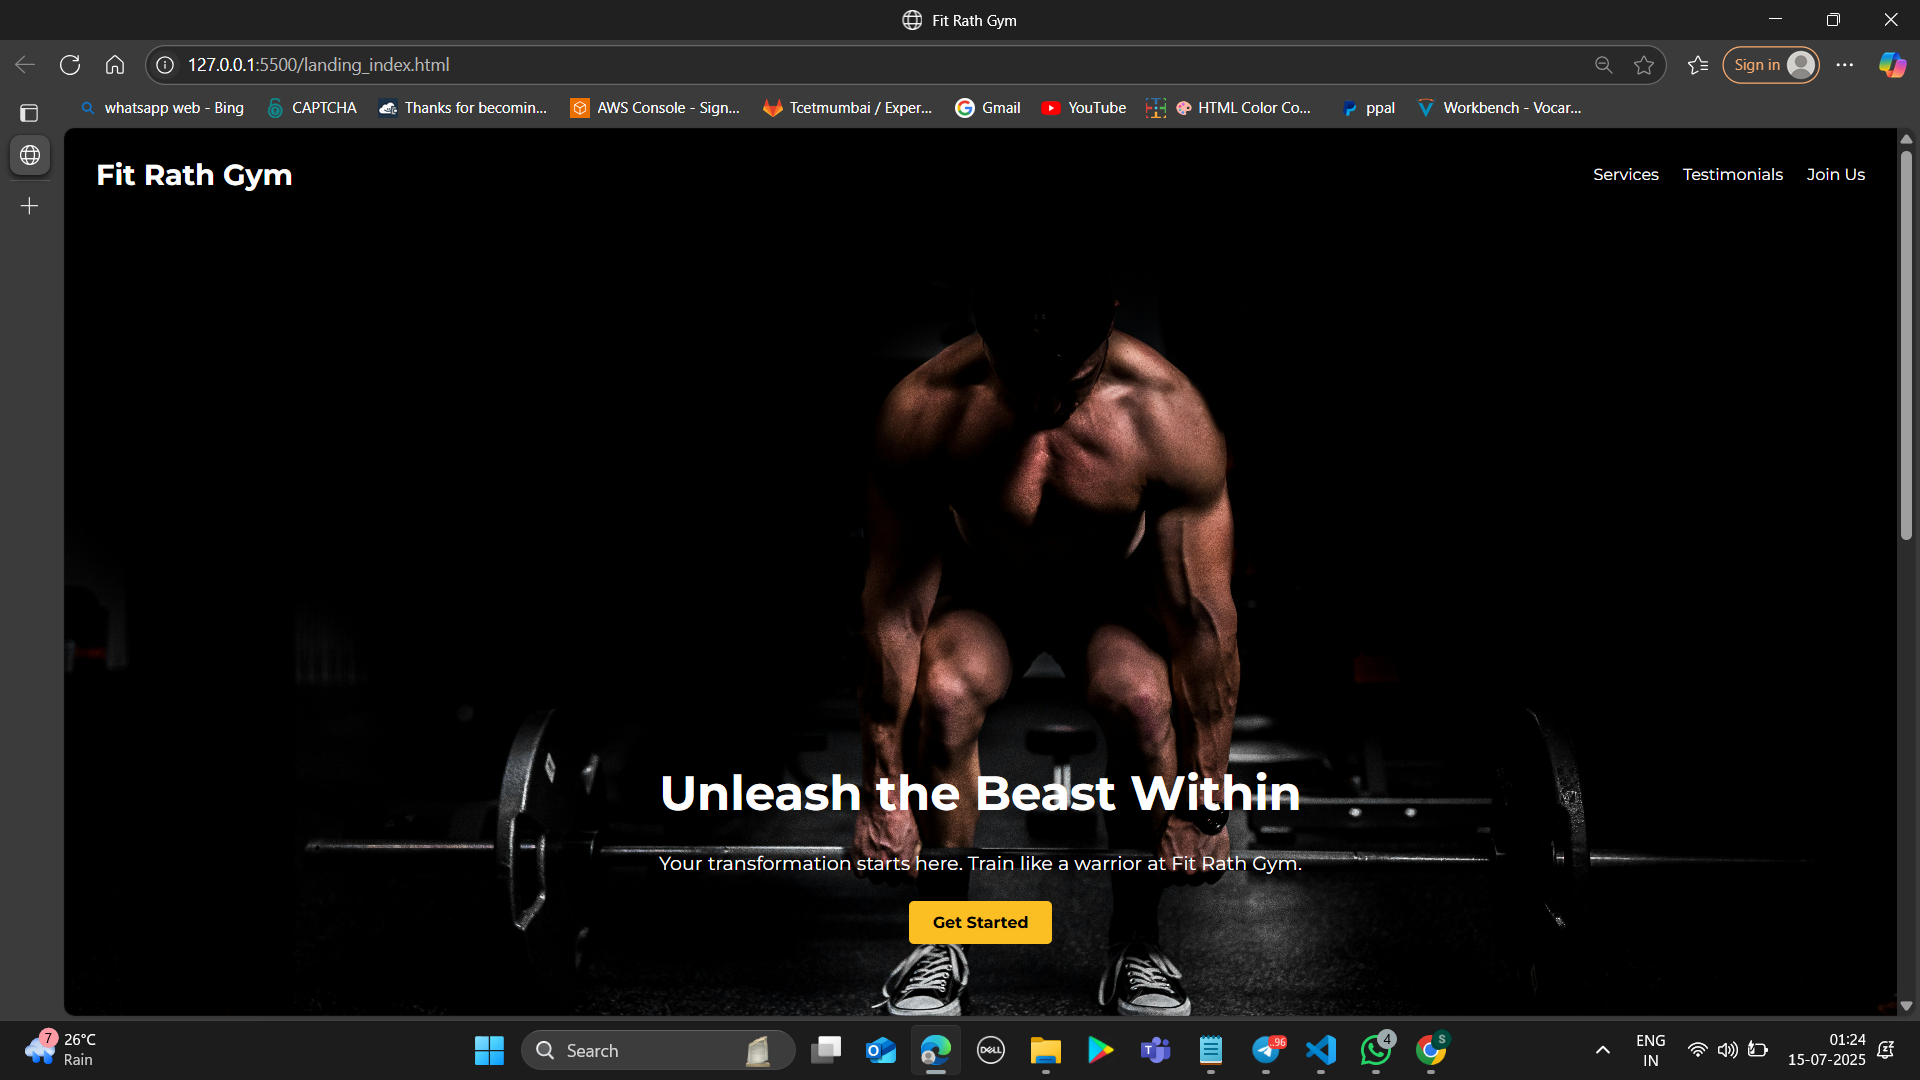 Fit Rath Gym
127.0.0.1:5500/landing_index.html
Sign in
whatsapp web - Bing
CAPTCHA
Thanks for becomin...
AWS Console - Sign...
Tcetmumbai / Exper...
Gmail
YouTube
HTML Color Co...
ppal
Workbench - Vocar...
Fit Rath Gym
Services
Testimonials
Join Us
Unleash the Beast Within
Your transformation starts here. Train like a warrior at Fit Rath Gym.
Get Started
7
26°C
Rain
Search
DELL
T
..96
4
S
ENG
IN
01:24
15-07-2025